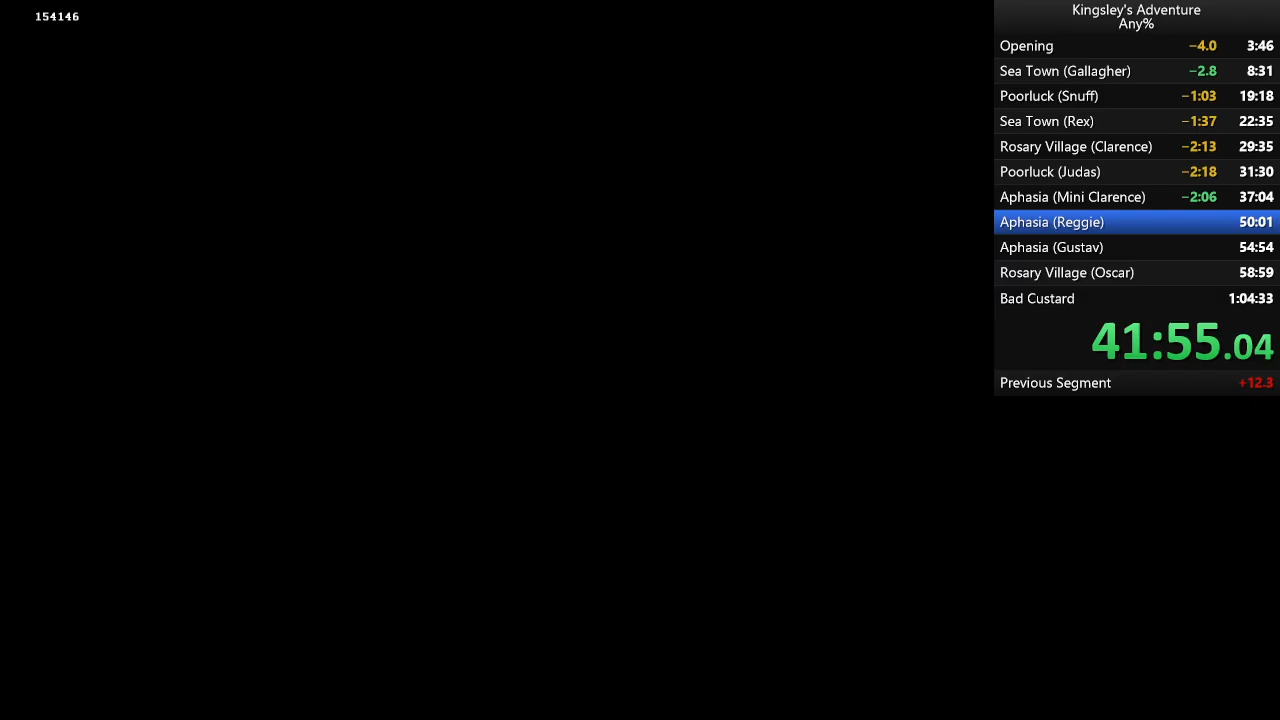 154146
Kingsley's Adventure
Any%
Opening −4.0 3:46
Sea Town (Gallagher) −2.8 8:31
Poorluck (Snuff) −1:03 19:18
Sea Town (Rex) −1:37 22:35
Rosary Village (Clarence) −2:13 29:35
Poorluck (Judas) −2:18 31:30
Aphasia (Mini Clarence) −2:06 37:04
Aphasia (Reggie) 50:01
Aphasia (Gustav) 54:54
Rosary Village (Oscar) 58:59
Bad Custard 1:04:33
41:55.04
Previous Segment +12.3